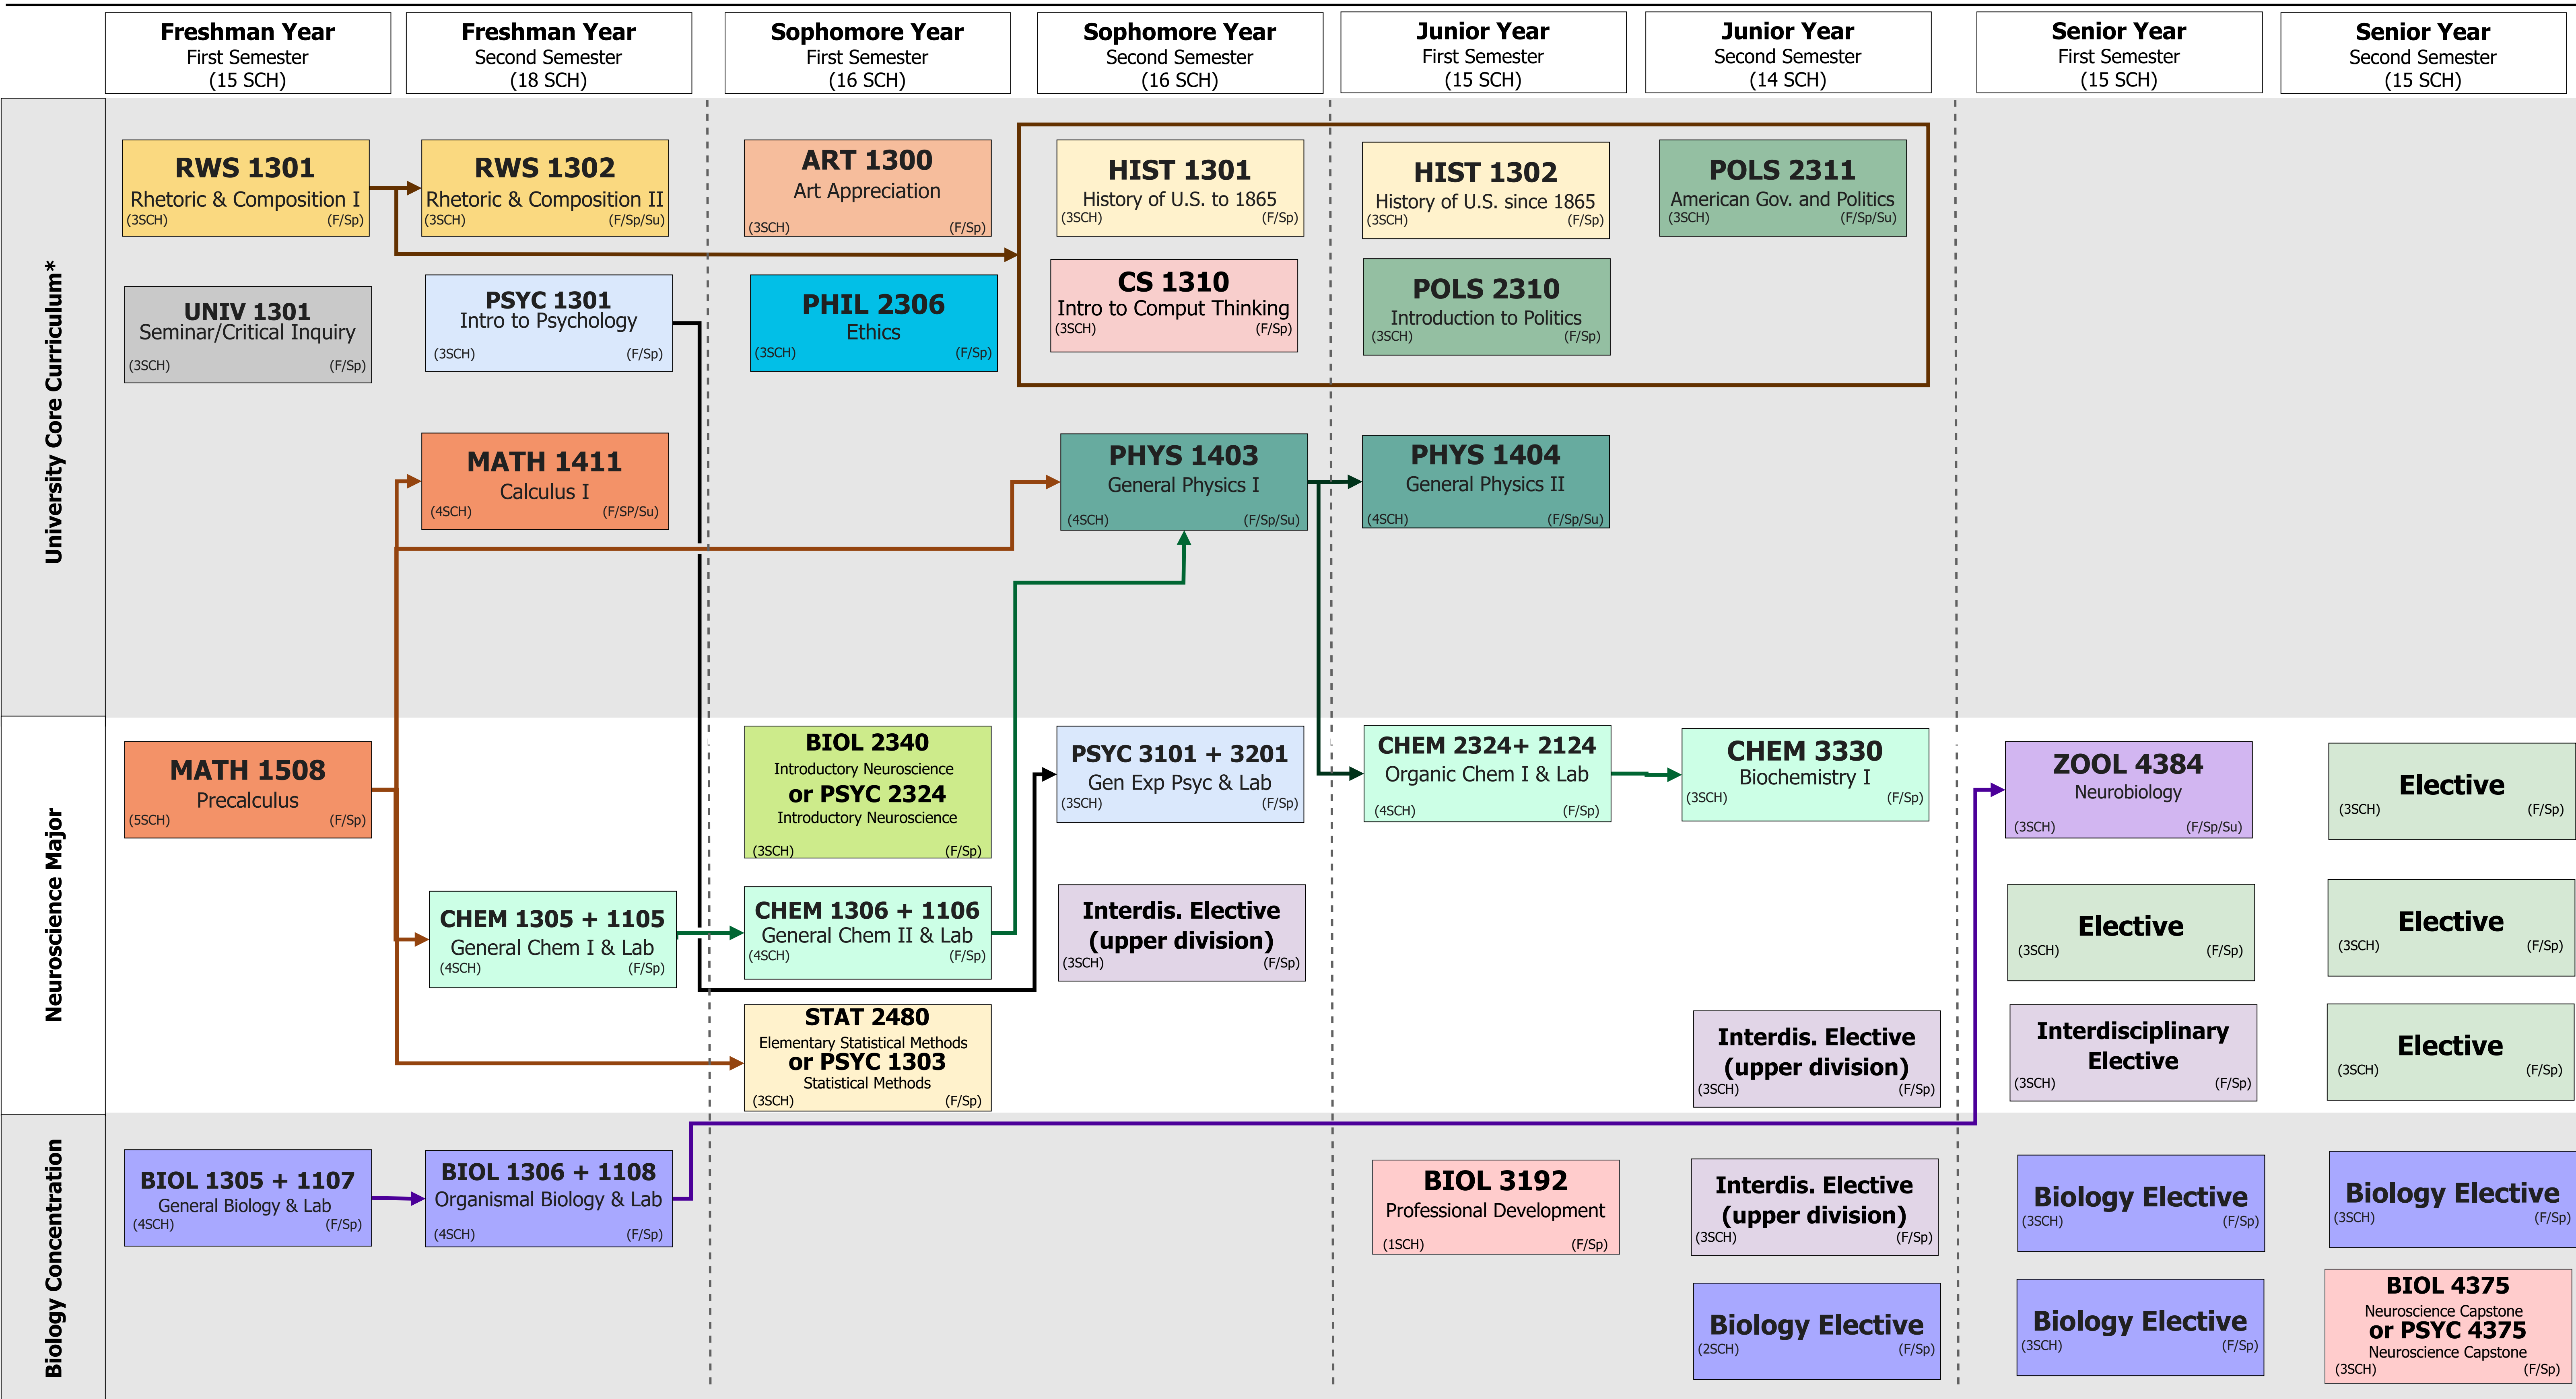 Freshman Year
First Semester
(15 SCH)
Freshman Year
Second Semester
(18 SCH)
Sophomore Year
First Semester
(16 SCH)
Sophomore Year
Second Semester
(16 SCH)
Junior Year
First Semester
(15 SCH)
Junior Year
Second Semester
(14 SCH)
Senior Year
First Semester
(15 SCH)
Senior Year
Second Semester
(15 SCH)
University Core Curriculum*
RWS 1301
Rhetoric & Composition I
(3SCH) (F/Sp)
RWS 1302
Rhetoric & Composition II
(3SCH) (F/Sp/Su)
ART 1300
Art Appreciation
(3SCH) (F/Sp)
HIST 1301
History of U.S. to 1865
(3SCH) (F/Sp)
HIST 1302
History of U.S. since 1865
(3SCH) (F/Sp)
POLS 2311
American Gov. and Politics
(3SCH) (F/Sp/Su)
UNIV 1301
Seminar/Critical Inquiry
(3SCH) (F/Sp)
PSYC 1301
Intro to Psychology
(3SCH) (F/Sp)
PHIL 2306
Ethics
(3SCH) (F/Sp)
CS 1310
Intro to Comput Thinking
(3SCH) (F/Sp)
POLS 2310
Introduction to Politics
(3SCH) (F/Sp)
MATH 1411
Calculus I
(4SCH) (F/SP/Su)
PHYS 1403
General Physics I
(4SCH) (F/Sp/Su)
PHYS 1404
General Physics II
(4SCH) (F/Sp/Su)
Neuroscience Major
MATH 1508
Precalculus
(5SCH) (F/Sp)
BIOL 2340
Introductory Neuroscience
or PSYC 2324
Introductory Neuroscience
(3SCH) (F/Sp)
PSYC 3101 + 3201
Gen Exp Psyc & Lab
(3SCH) (F/Sp)
CHEM 2324+ 2124
Organic Chem I & Lab
(4SCH) (F/Sp)
CHEM 3330
Biochemistry I
(3SCH) (F/Sp)
ZOOL 4384
Neurobiology
(3SCH) (F/Sp/Su)
Elective
(3SCH) (F/Sp)
CHEM 1305 + 1105
General Chem I & Lab
(4SCH) (F/Sp)
CHEM 1306 + 1106
General Chem II & Lab
(4SCH) (F/Sp)
Interdis. Elective
(upper division)
(3SCH) (F/Sp)
Elective
(3SCH) (F/Sp)
Elective
(3SCH) (F/Sp)
STAT 2480
Elementary Statistical Methods
or PSYC 1303
Statistical Methods
(3SCH) (F/Sp)
Interdis. Elective
(upper division)
(3SCH) (F/Sp)
Interdisciplinary
Elective
(3SCH) (F/Sp)
Elective
(3SCH) (F/Sp)
Biology Concentration
BIOL 1305 + 1107
General Biology & Lab
(4SCH) (F/Sp)
BIOL 1306 + 1108
Organismal Biology & Lab
(4SCH) (F/Sp)
BIOL 3192
Professional Development
(1SCH) (F/Sp)
Interdis. Elective
(upper division)
(3SCH) (F/Sp)
Biology Elective
(3SCH) (F/Sp)
Biology Elective
(3SCH) (F/Sp)
Biology Elective
(2SCH) (F/Sp)
Biology Elective
(3SCH) (F/Sp)
BIOL 4375
Neuroscience Capstone
or PSYC 4375
Neuroscience Capstone
(3SCH) (F/Sp)